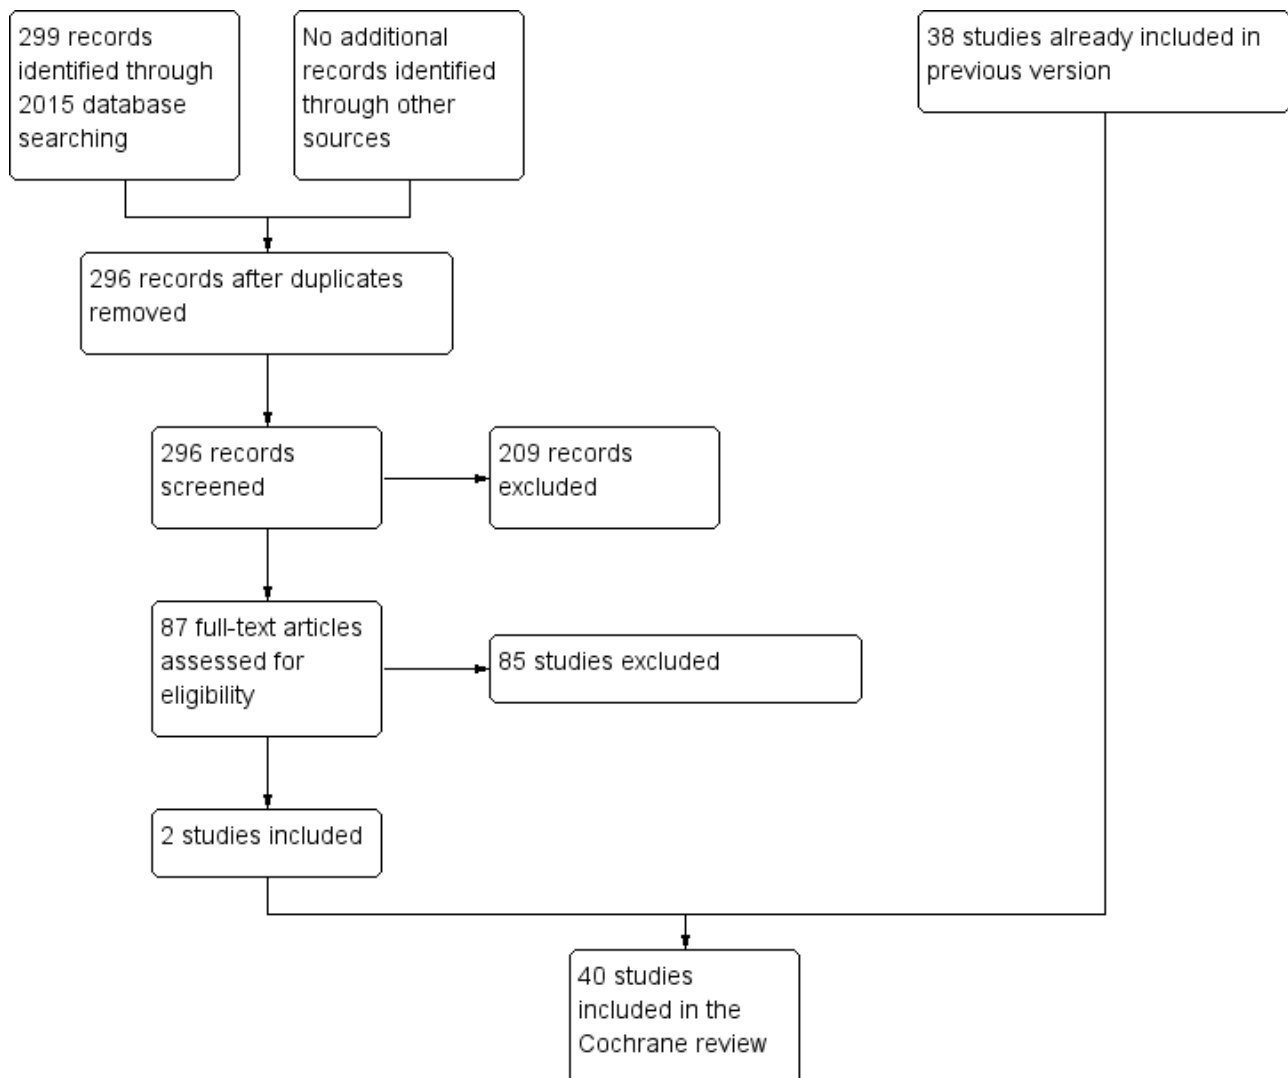 299 records
identified through
2015 database
searching
No additional
records identified
through other
sources
38 studies already included in
previous version
296 records after duplicates
removed
296 records
screened
209 records
excluded
87 full-text articles
assessed for
eligibility
85 studies excluded
2 studies included
40 studies
included in the
Cochrane review